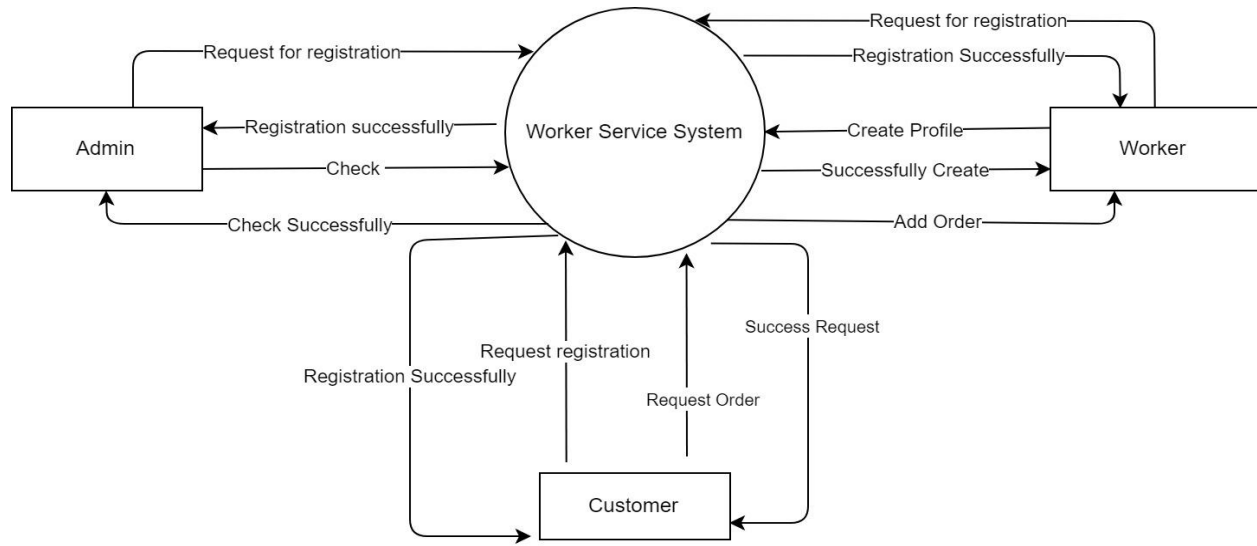 Request for registration
Request for registration
Registration Successfully
Admin
Registration successfully
Worker Service System
Create Profile
Worker
Check
Successfully Create
Check Successfully
Add Order
Success Request
Request registration
Registration Successfully
Request Order
Customer